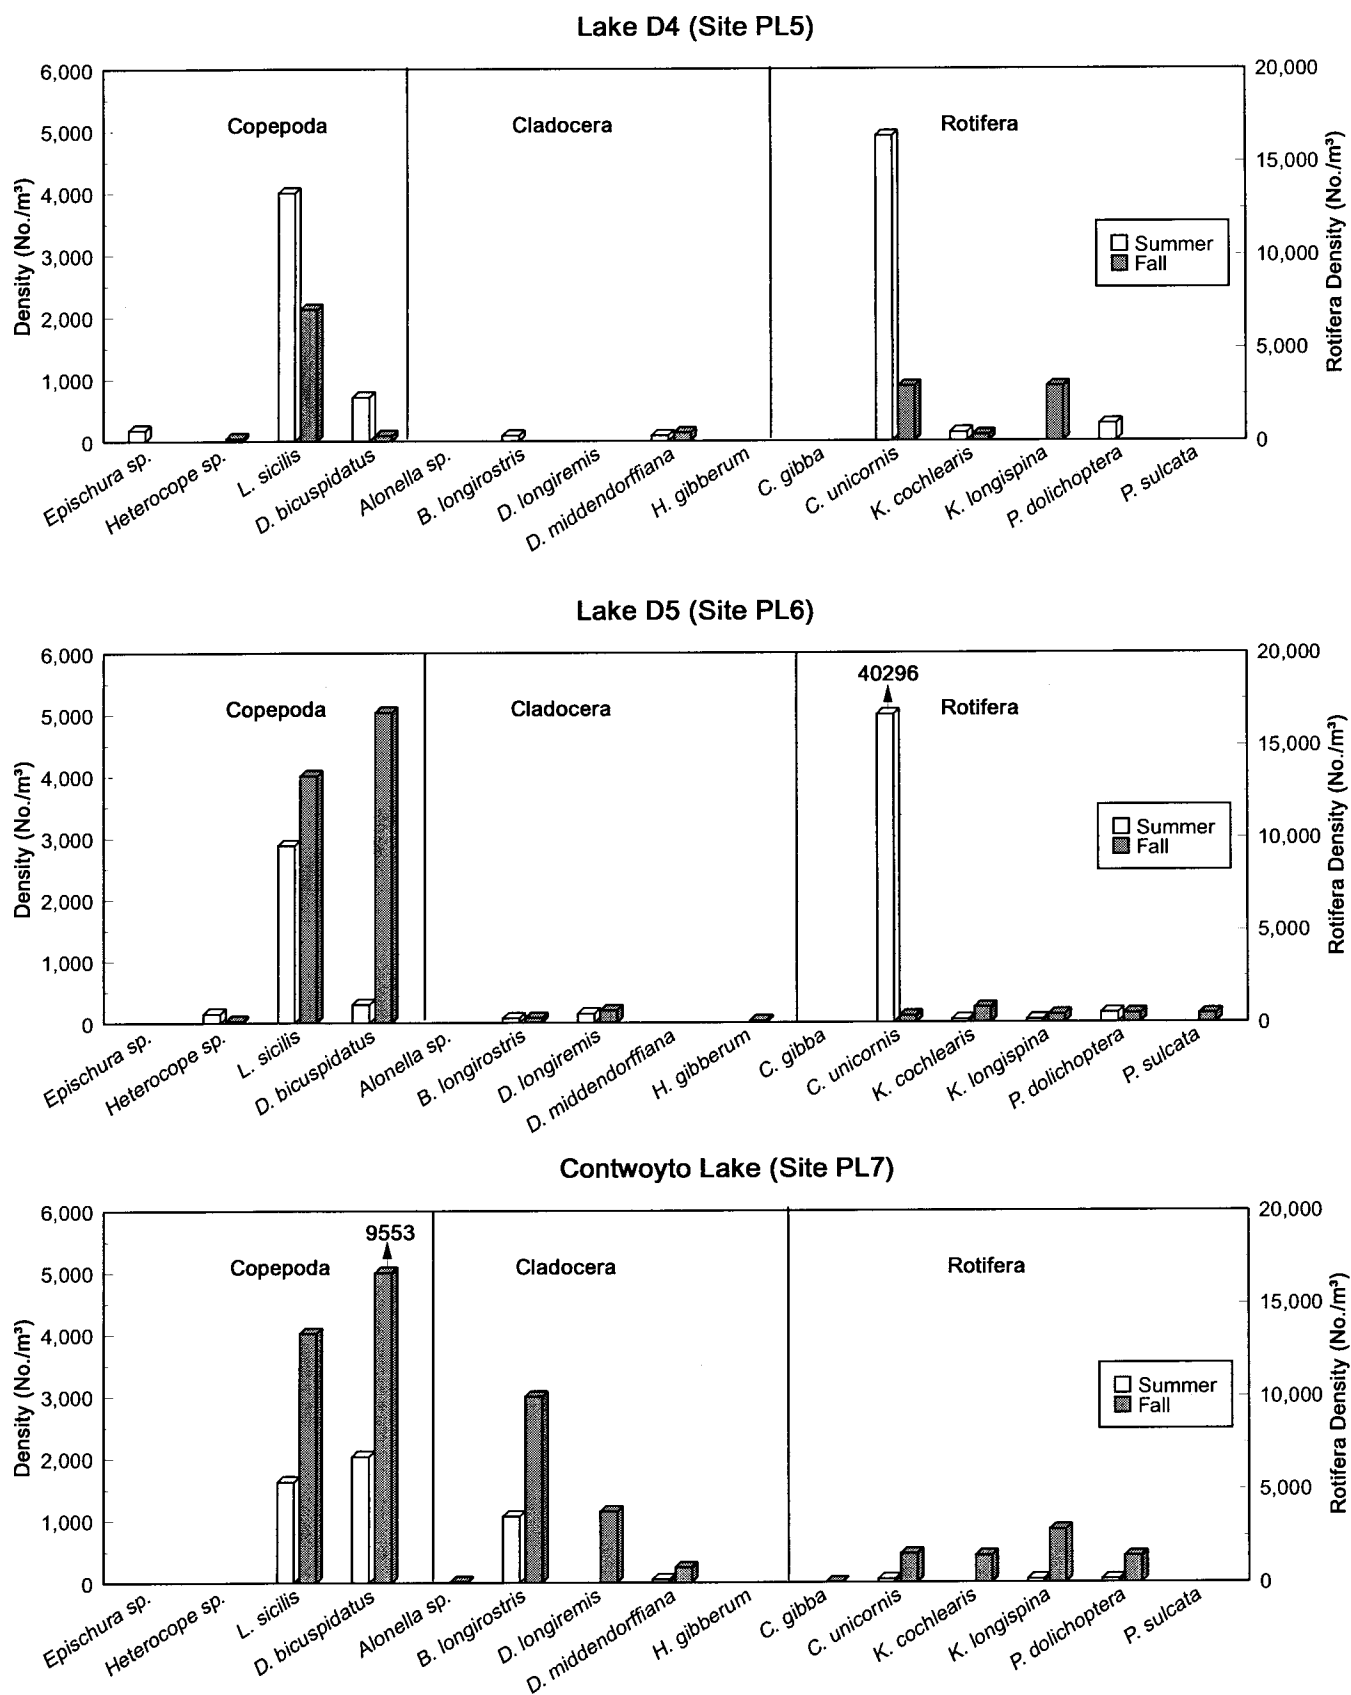 Lake D4 (Site PL5)
6,000
5,000
4,000
3,000
2,000
1,000
0
Density (No./m³)
Copepoda
Cladocera
Rotifera
20,000
15,000
10,000
5,000
0
Rotifera Density (No./m³)
Summer
Fall
Epischura sp.
Heterocope sp.
L. sicilis
D. bicuspidatus
Alonella sp.
B. longirostris
D. longiremis
D. middendorffiana
H. gibberum
C. gibba
C. unicornis
K. cochlearis
K. longispina
P. dolichoptera
P. sulcata
Lake D5 (Site PL6)
6,000
5,000
4,000
3,000
2,000
1,000
0
Density (No./m³)
Copepoda
Cladocera
40296
Rotifera
20,000
15,000
10,000
5,000
0
Rotifera Density (No./m³)
Summer
Fall
Epischura sp.
Heterocope sp.
L. sicilis
D. bicuspidatus
Alonella sp.
B. longirostris
D. longiremis
D. middendorffiana
H. gibberum
C. gibba
C. unicornis
K. cochlearis
K. longispina
P. dolichoptera
P. sulcata
Contwoyto Lake (Site PL7)
6,000
5,000
4,000
3,000
2,000
1,000
0
Density (No./m³)
9553
Copepoda
Cladocera
Rotifera
20,000
15,000
10,000
5,000
0
Rotifera Density (No./m³)
Summer
Fall
Epischura sp.
Heterocope sp.
L. sicilis
D. bicuspidatus
Alonella sp.
B. longirostris
D. longiremis
D. middendorffiana
H. gibberum
C. gibba
C. unicornis
K. cochlearis
K. longispina
P. dolichoptera
P. sulcata